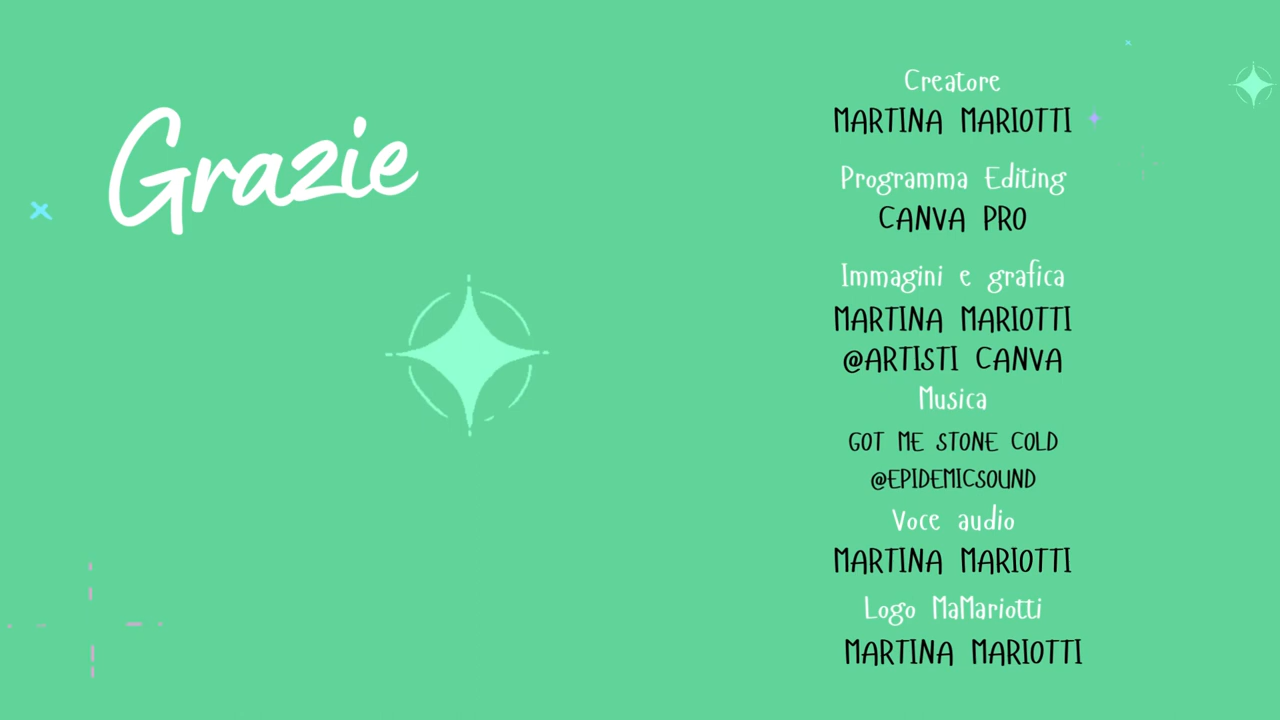 Grazie
Creatore
MARTINA MARIOTTI
Programma Editing
CANVA PRO
Immagini e grafica
MARTINA MARIOTTI
@ARTISTI CANVA
Musica
GOT ME STONE COLD
@EPIDEMICSOUND
Voce audio
MARTINA MARIOTTI
Logo MaMariotti
MARTINA MARIOTTI